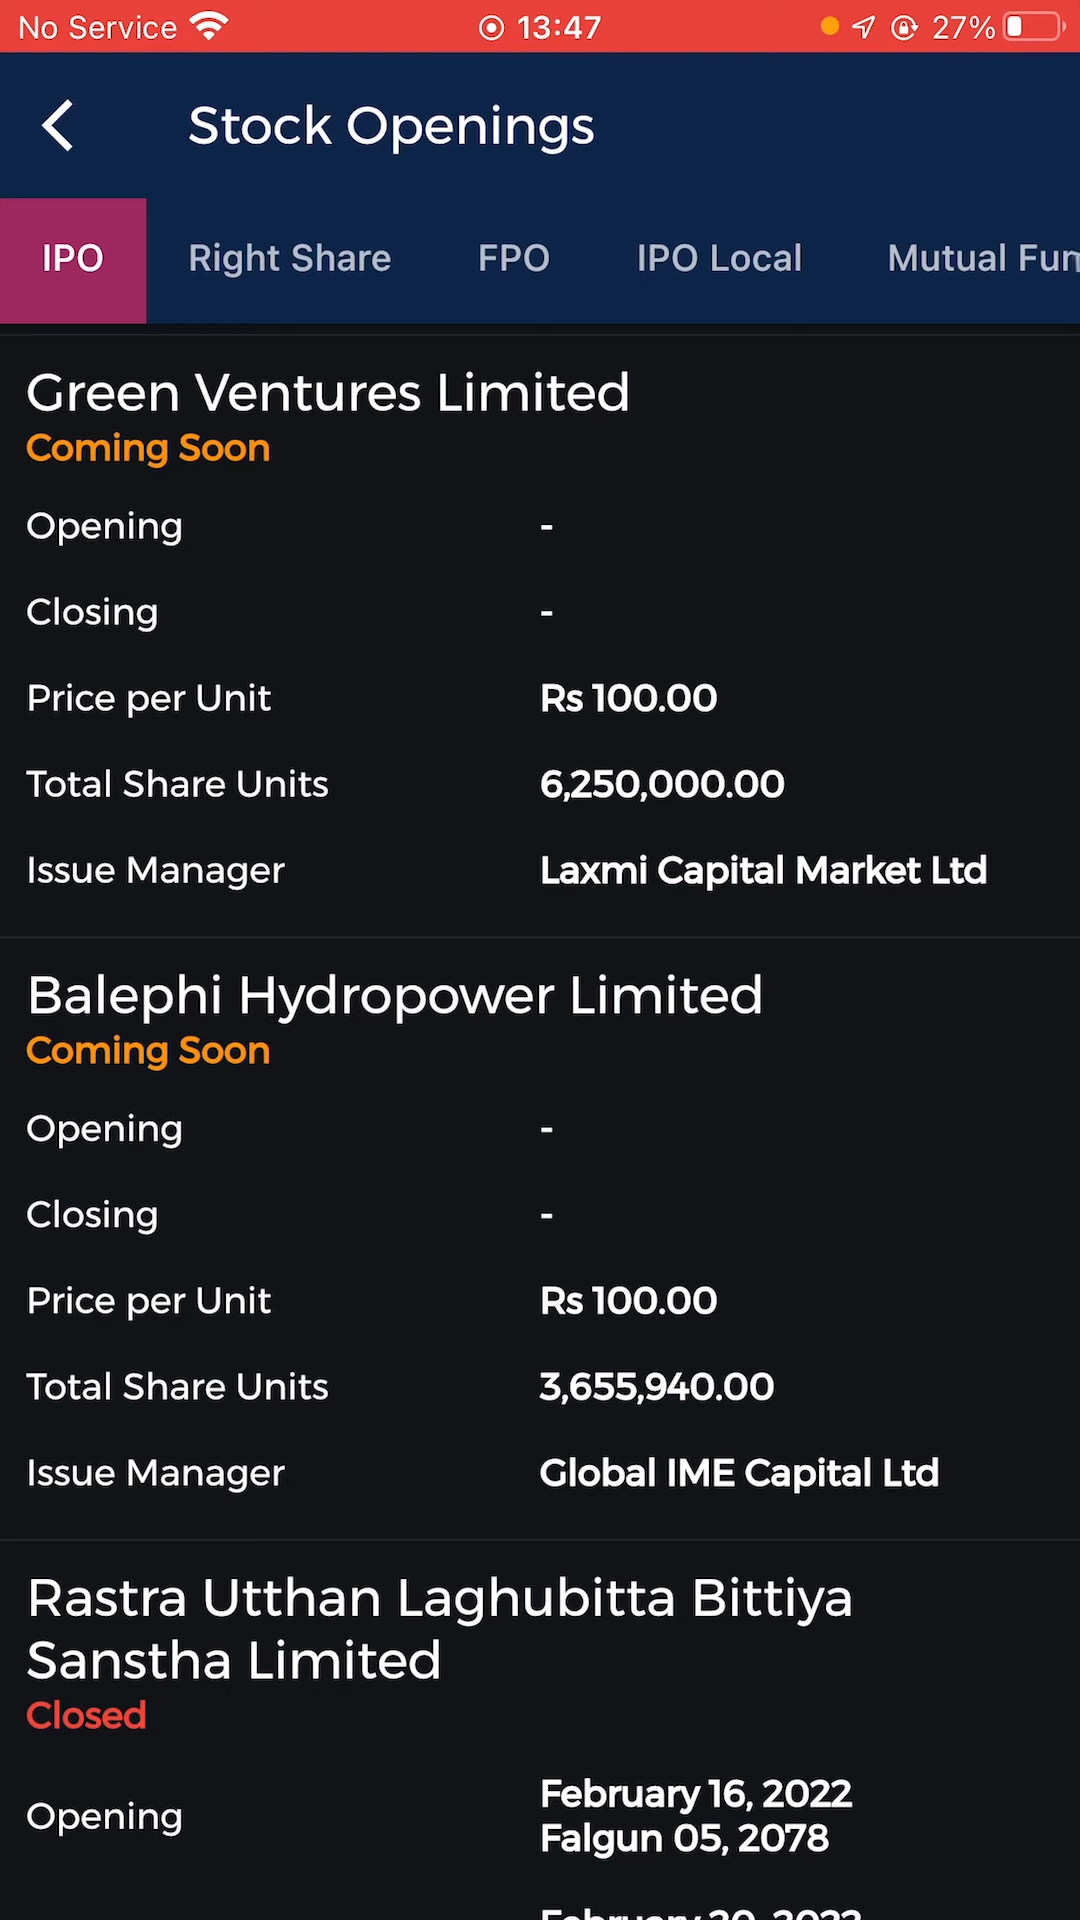 No Service 13:47 27%
Stock Openings
IPO Right Share FPO IPO Local Mutual Fun
Green Ventures Limited
Coming Soon
Opening -
Closing -
Price per Unit Rs 100.00
Total Share Units 6,250,000.00
Issue Manager Laxmi Capital Market Ltd
Balephi Hydropower Limited
Coming Soon
Opening -
Closing -
Price per Unit Rs 100.00
Total Share Units 3,655,940.00
Issue Manager Global IME Capital Ltd
Rastra Utthan Laghubitta Bittiya
Sanstha Limited
Closed
Opening February 16, 2022
Falgun 05, 2078